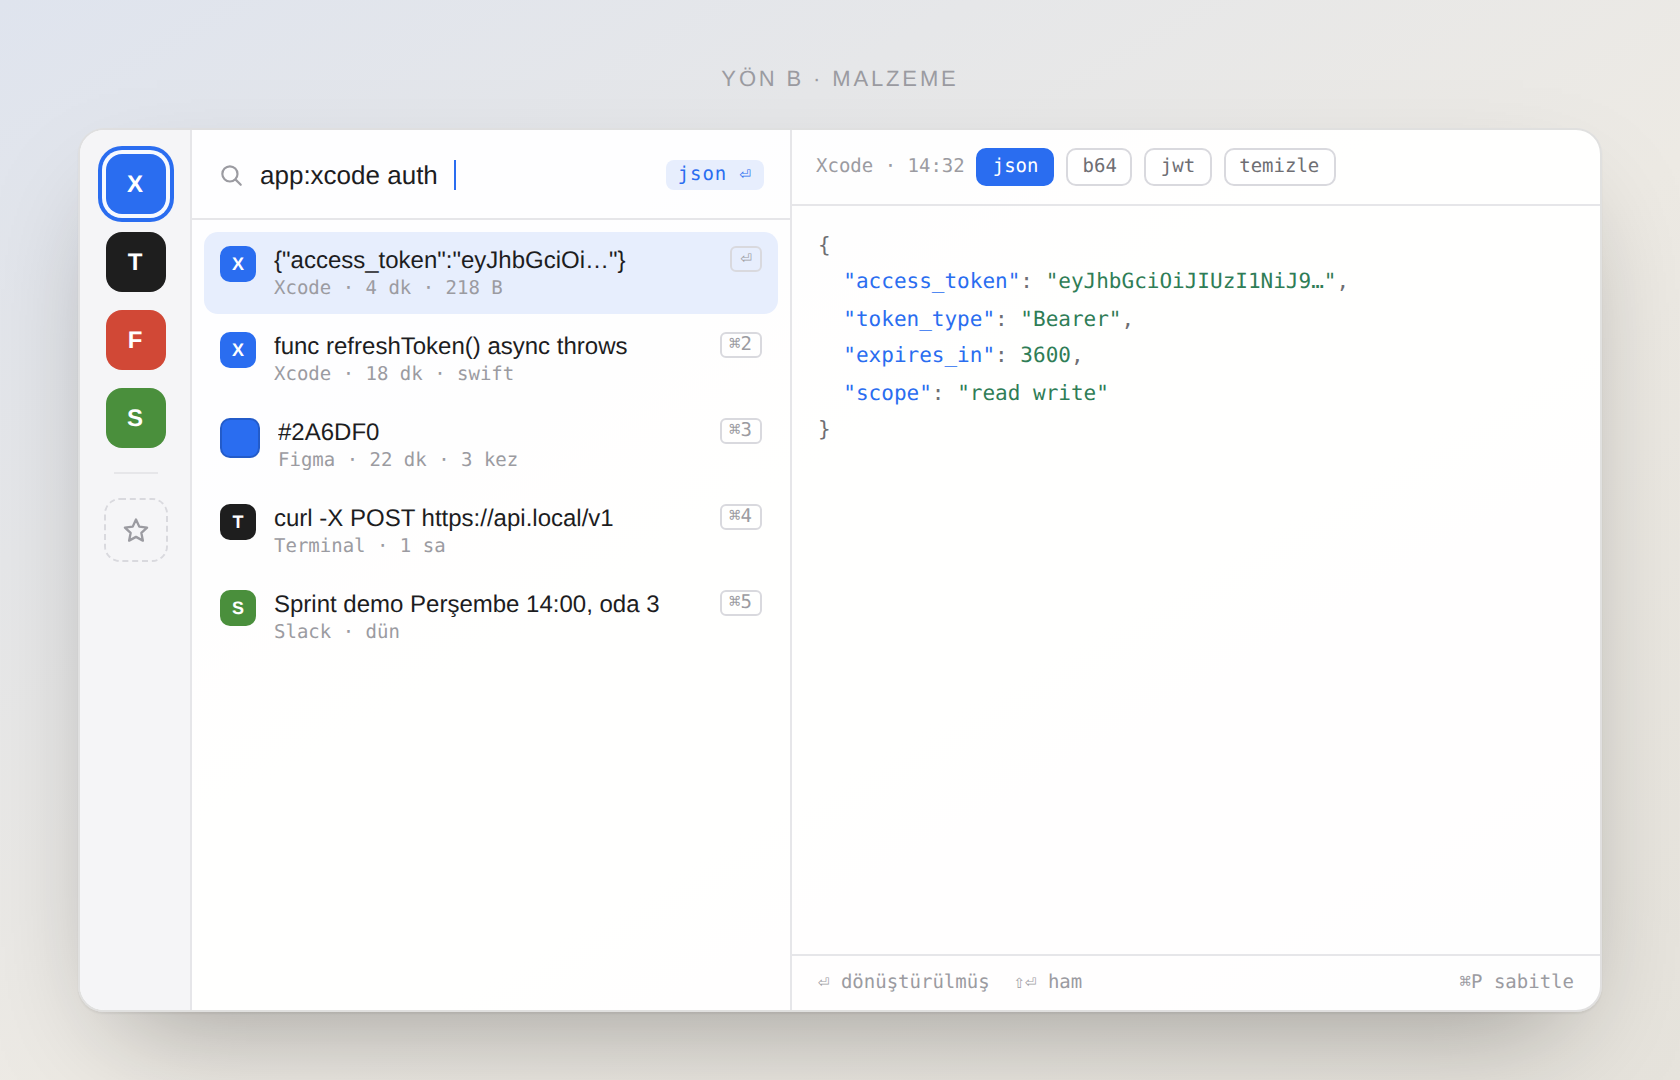 YÖN B · MALZEME
X
T
F
S
app:xcode auth
json ⏎
X
{"access_token":"eyJhbGciOi…"}
⏎
Xcode · 4 dk · 218 B
X
func refreshToken() async throws
⌘2
Xcode · 18 dk · swift
#2A6DF0
⌘3
Figma · 22 dk · 3 kez
T
curl -X POST https://api.local/v1
⌘4
Terminal · 1 sa
S
Sprint demo Perşembe 14:00, oda 3
⌘5
Slack · dün
Xcode · 14:32 json b64 jwt temizle
{
"access_token": "eyJhbGciOiJIUzI1NiJ9…",
"token_type": "Bearer",
"expires_in": 3600,
"scope": "read write"
}
⏎ dönüştürülmüş ⇧⏎ ham ⌘P sabitle